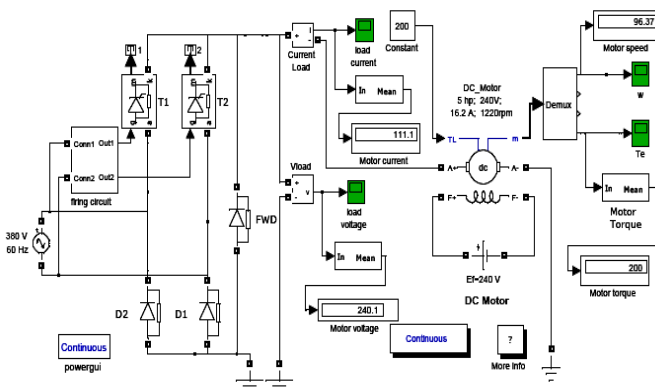 1
2
m
k
g
a
T1
m
k
g
a
T2
Conn1
Out1
Conn2
Out2
firing circuit
380 V
60 Hz
D2
D1
FWD
Continuous
powergui
+
-
i
Current
Load
load
current
In
Mean
111.1
Motor current
200
Constant
DC_Motor
5 hp; 240V;
16.2 A; 1220rpm
TL
m
A+
dc
A-
F+
F-
Ef=240 V
DC Motor
Demux
96.37
Motor speed
w
Te
In
Mean
Motor
Torque
200
Motor torque
Vload
+
-
v
load
voltage
In
Mean
240.1
Motor voltage
Continuous
?
More Info